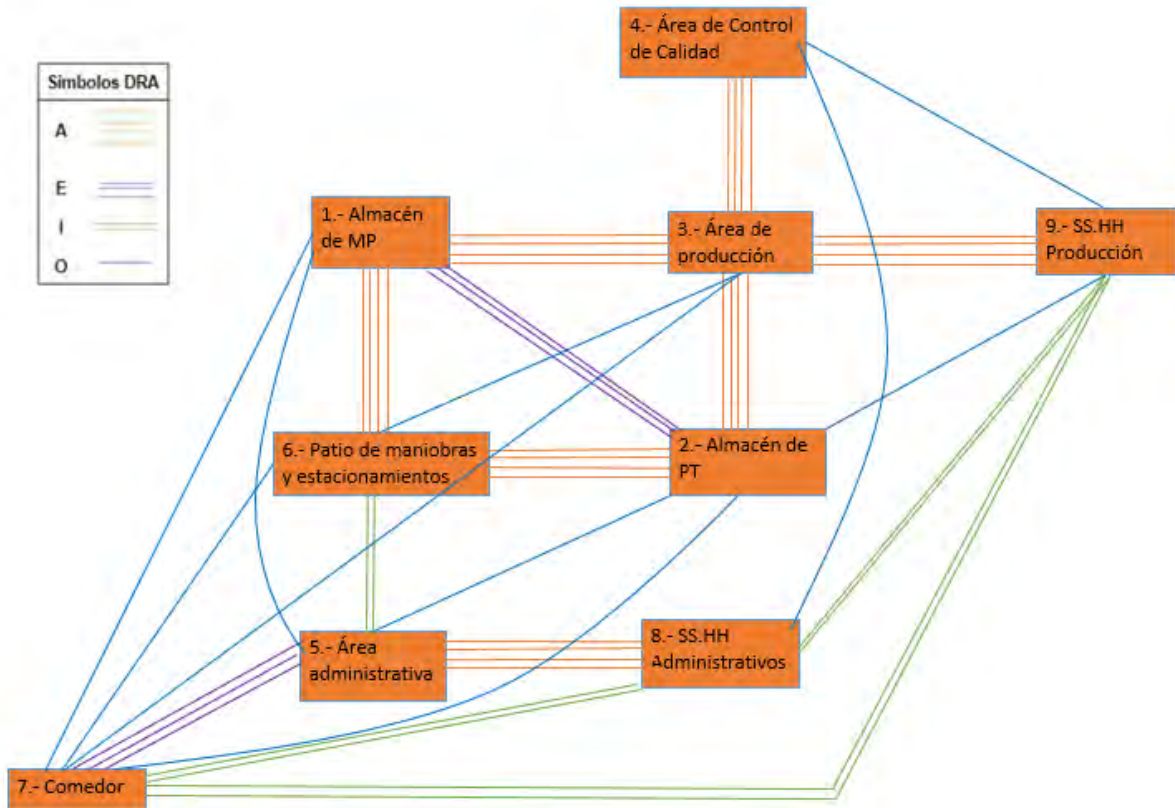 4.- Área de Control
de Calidad
Simbolos DRA
A
E
I
O
1.- Almacén
de MP
3.- Área de
producción
9.- SS.HH
Producción
6.- Patio de maniobras
y estacionamientos
2.- Almacén de
PT
5.- Área
administrativa
8.- SS.HH
Administrativos
7.- Comedor